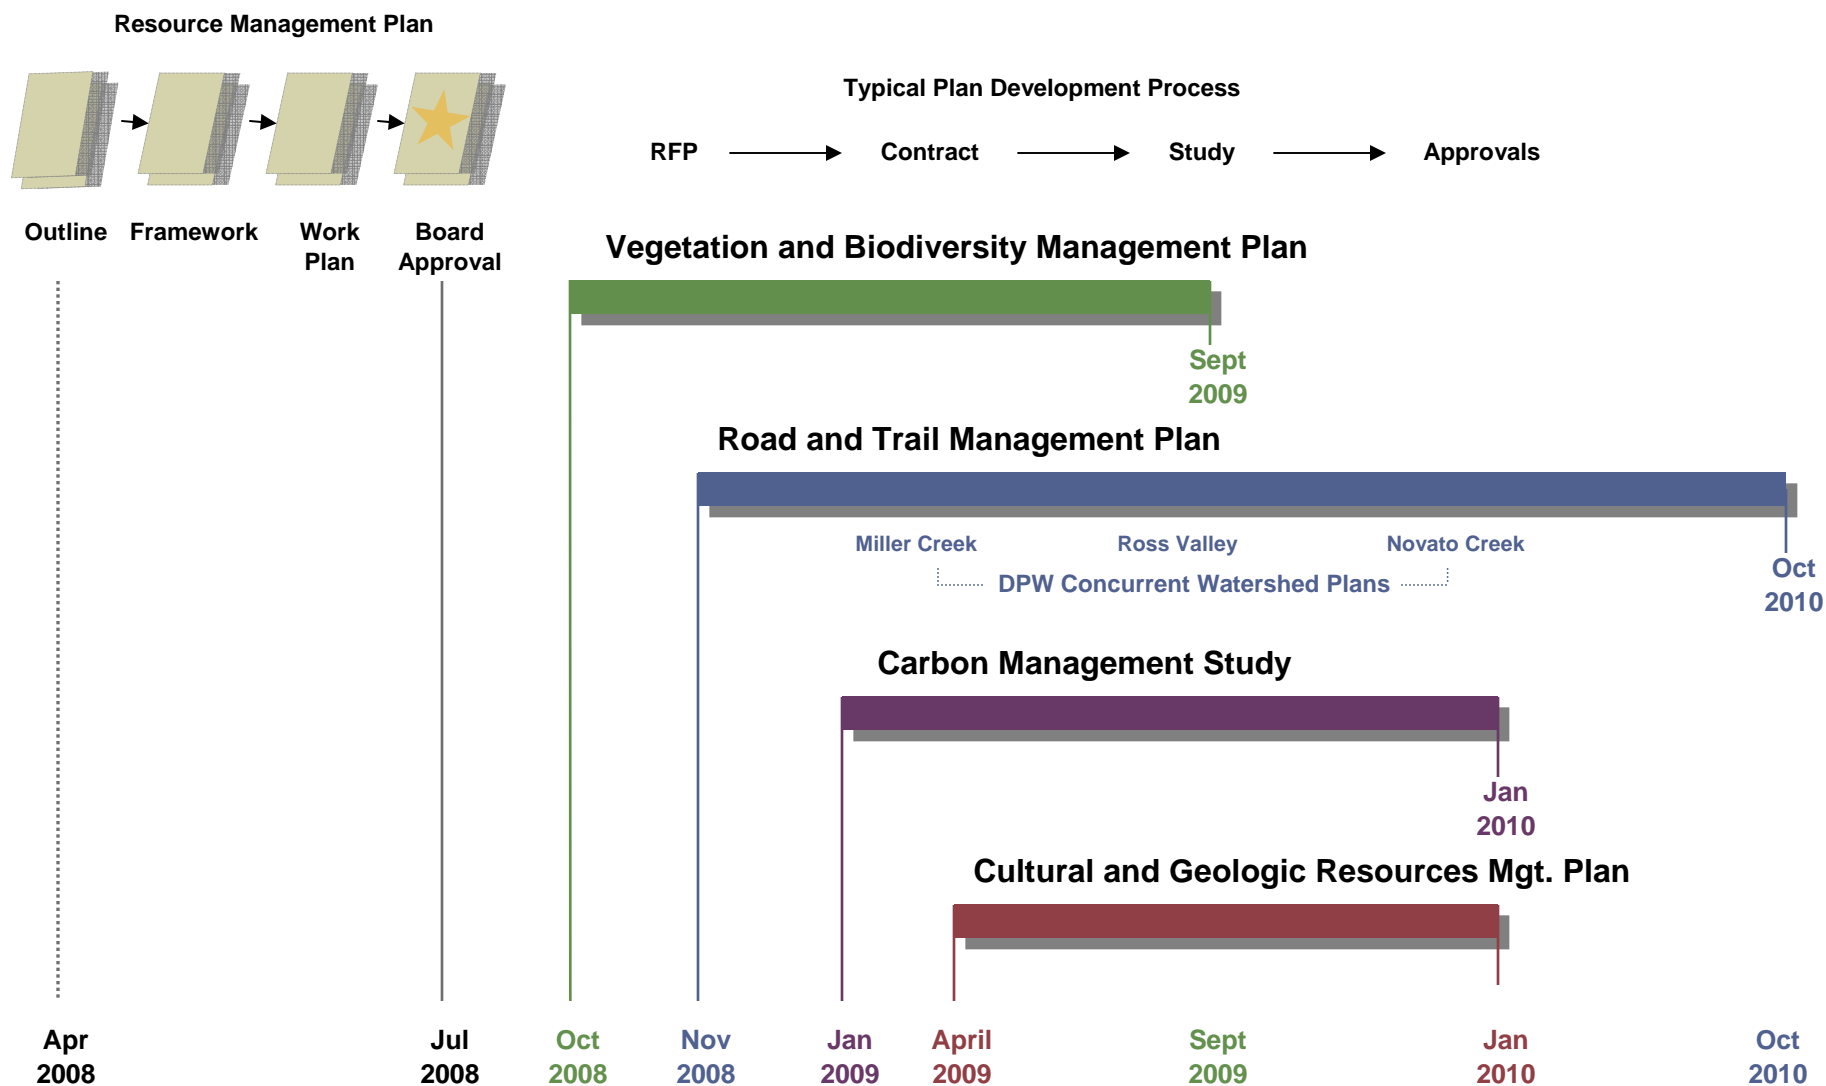 Resource Management Plan
Typical Plan Development Process
RFP Contract Study Approvals
Outline Framework Work Board
Plan Approval
Vegetation and Biodiversity Management Plan
Sept
2009
Road and Trail Management Plan
Miller Creek Ross Valley Novato Creek
DPW Concurrent Watershed Plans
Oct
2010
Carbon Management Study
Jan
2010
Cultural and Geologic Resources Mgt. Plan
Apr Jul Oct Nov Jan April Sept Jan Oct
2008 2008 2008 2008 2009 2009 2009 2010 2010